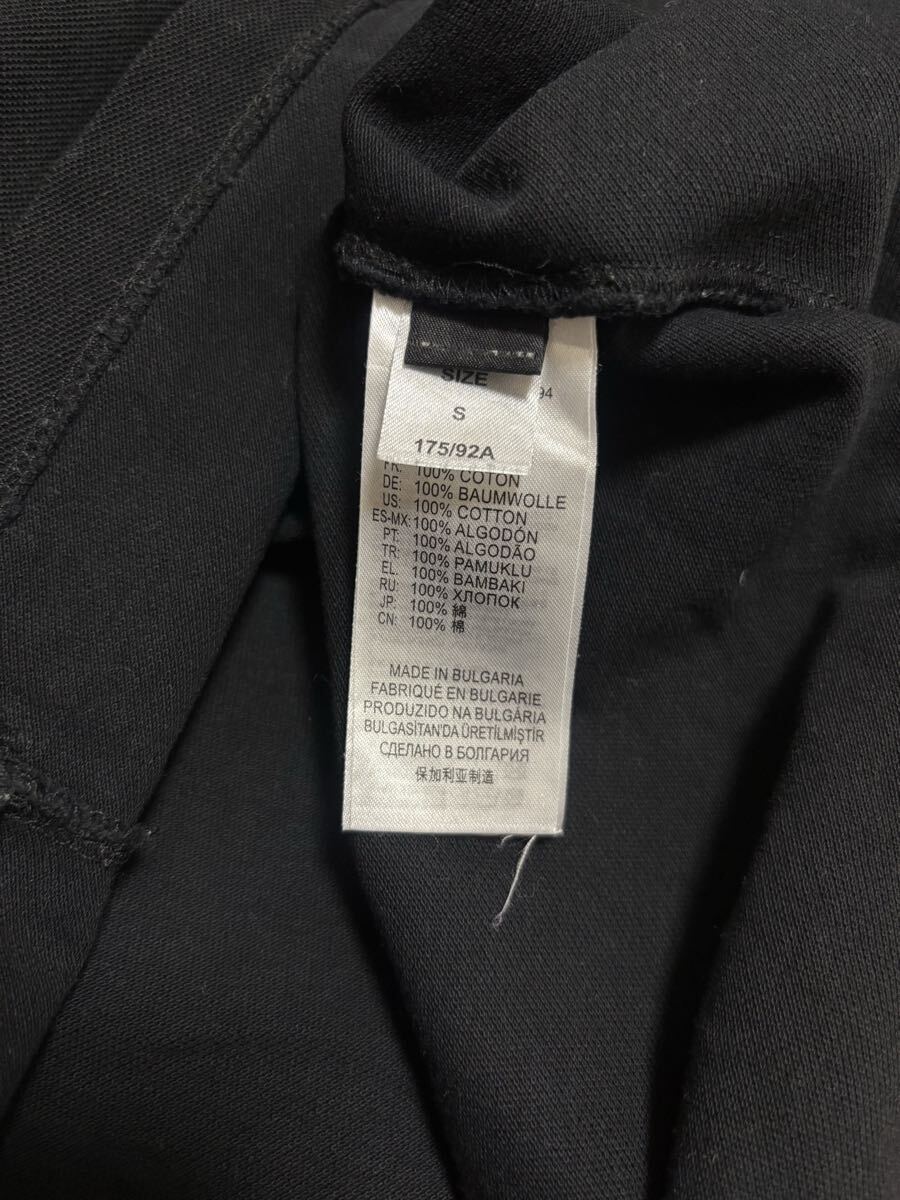 SIZE
S
175/92A
94
FR: 100% COTON
DE: 100% BAUMWOLLE
US: 100% COTTON
ES-MX: 100% ALGODÓN
PT: 100% ALGODÃO
TR: 100% PAMUKLU
EL: 100% BAMBAKI
RU: 100% ХЛОПОК
JP: 100% 綿
CN: 100% 棉
MADE IN BULGARIA
FABRIQUÉ EN BULGARIE
PRODUZIDO NA BULGÁRIA
BULGASİTAN'DA ÜRETİLMİŞTİR
СДЕЛАНО В БОЛГАРИЯ
保加利亚制造